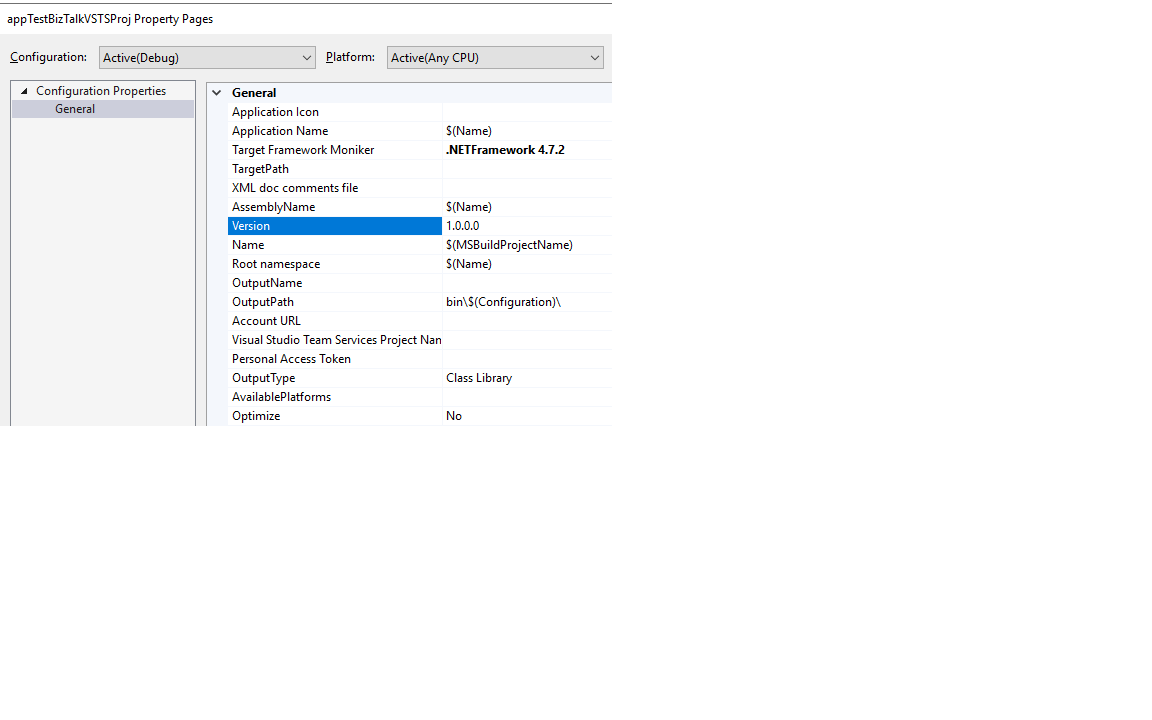 appTestBizTalkVSTSProj Property Pages
Configuration: Active(Debug) Platform: Active(Any CPU)
Configuration Properties
General
General
Application Icon
Application Name $(Name)
Target Framework Moniker .NETFramework 4.7.2
TargetPath
XML doc comments file
AssemblyName $(Name)
Version 1.0.0.0
Name $(MSBuildProjectName)
Root namespace $(Name)
OutputName
OutputPath bin\$(Configuration)\
Account URL
Visual Studio Team Services Project Nan
Personal Access Token
OutputType Class Library
AvailablePlatforms
Optimize No